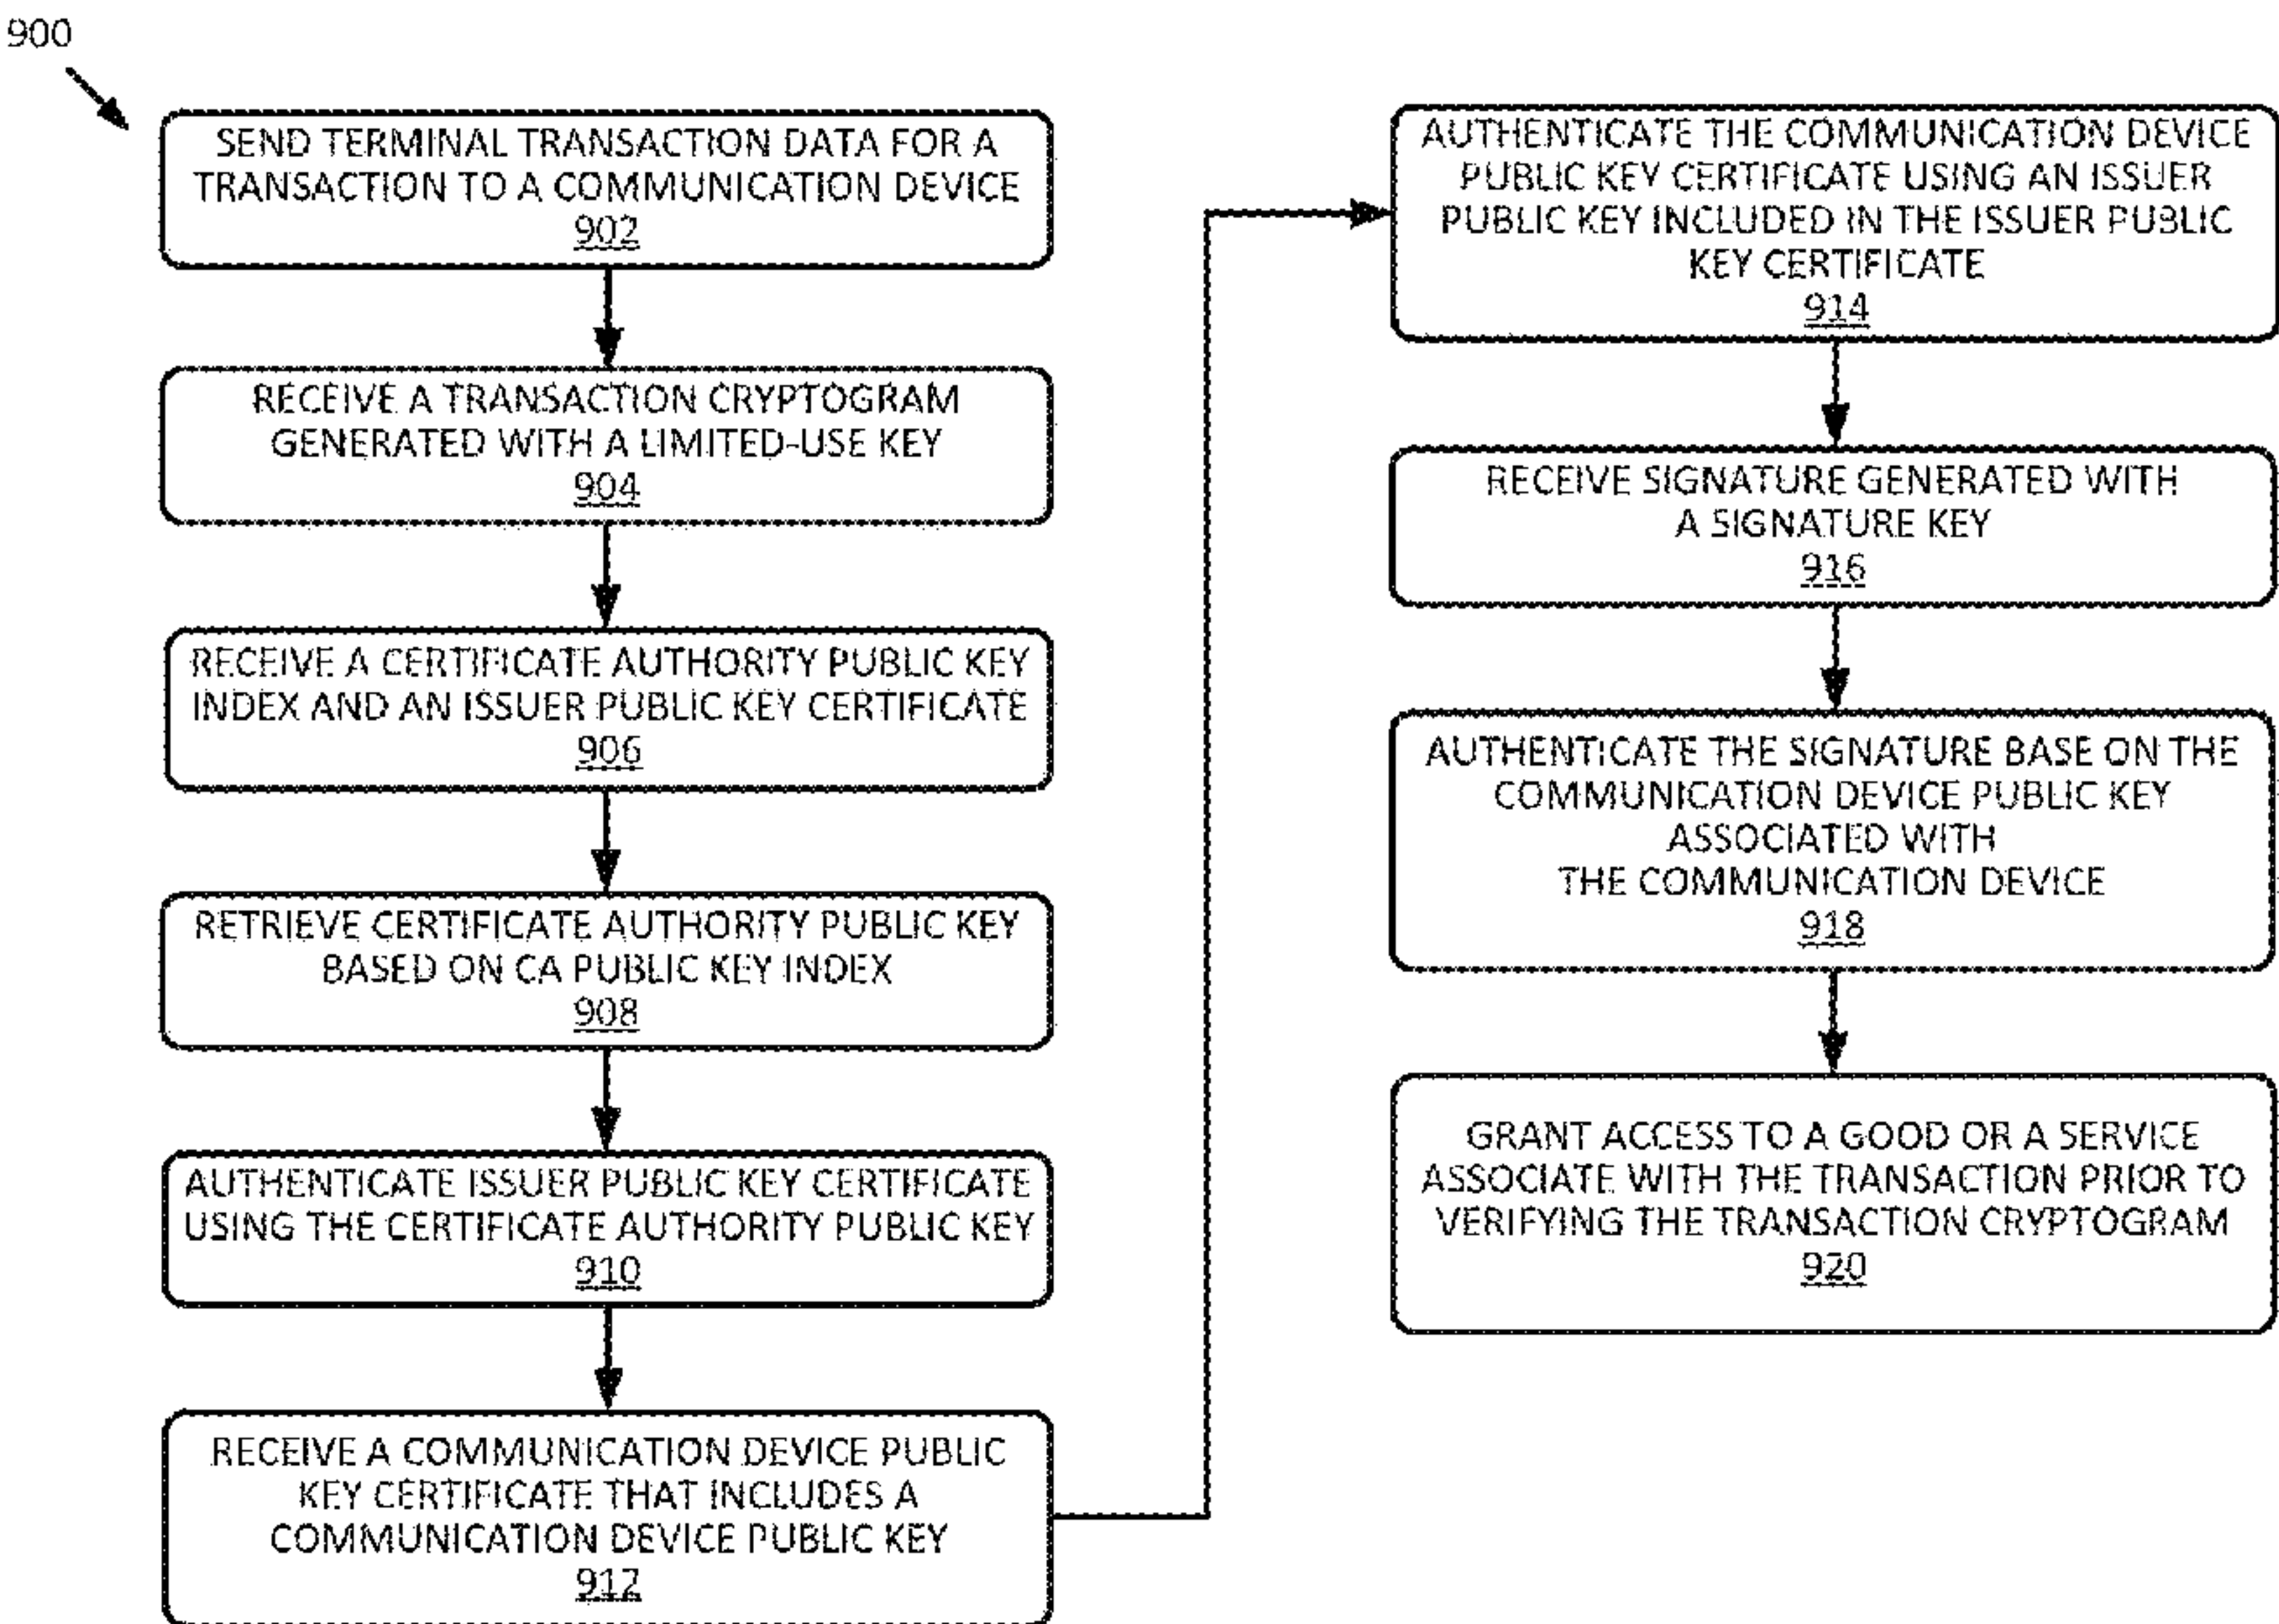 900
SEND TERMINAL TRANSACTION DATA FOR A
TRANSACTION TO A COMMUNICATION DEVICE
902
RECEIVE A TRANSACTION CRYPTOGRAM
GENERATED WITH A LIMITED-USE KEY
904
RECEIVE A CERTIFICATE AUTHORITY PUBLIC KEY
INDEX AND AN ISSUER PUBLIC KEY CERTIFICATE
906
RETRIEVE CERTIFICATE AUTHORITY PUBLIC KEY
BASED ON CA PUBLIC KEY INDEX
908
AUTHENTICATE ISSUER PUBLIC KEY CERTIFICATE
USING THE CERTIFICATE AUTHORITY PUBLIC KEY
910
RECEIVE A COMMUNICATION DEVICE PUBLIC
KEY CERTIFICATE THAT INCLUDES A
COMMUNICATION DEVICE PUBLIC KEY
912
AUTHENTICATE THE COMMUNICATION DEVICE
PUBLIC KEY CERTIFICATE USING AN ISSUER
PUBLIC KEY INCLUDED IN THE ISSUER PUBLIC
KEY CERTIFICATE
914
RECEIVE SIGNATURE GENERATED WITH
A SIGNATURE KEY
916
AUTHENTICATE THE SIGNATURE BASE ON THE
COMMUNICATION DEVICE PUBLIC KEY
ASSOCIATED WITH
THE COMMUNICATION DEVICE
918
GRANT ACCESS TO A GOOD OR A SERVICE
ASSOCIATE WITH THE TRANSACTION PRIOR TO
VERIFYING THE TRANSACTION CRYPTOGRAM
920